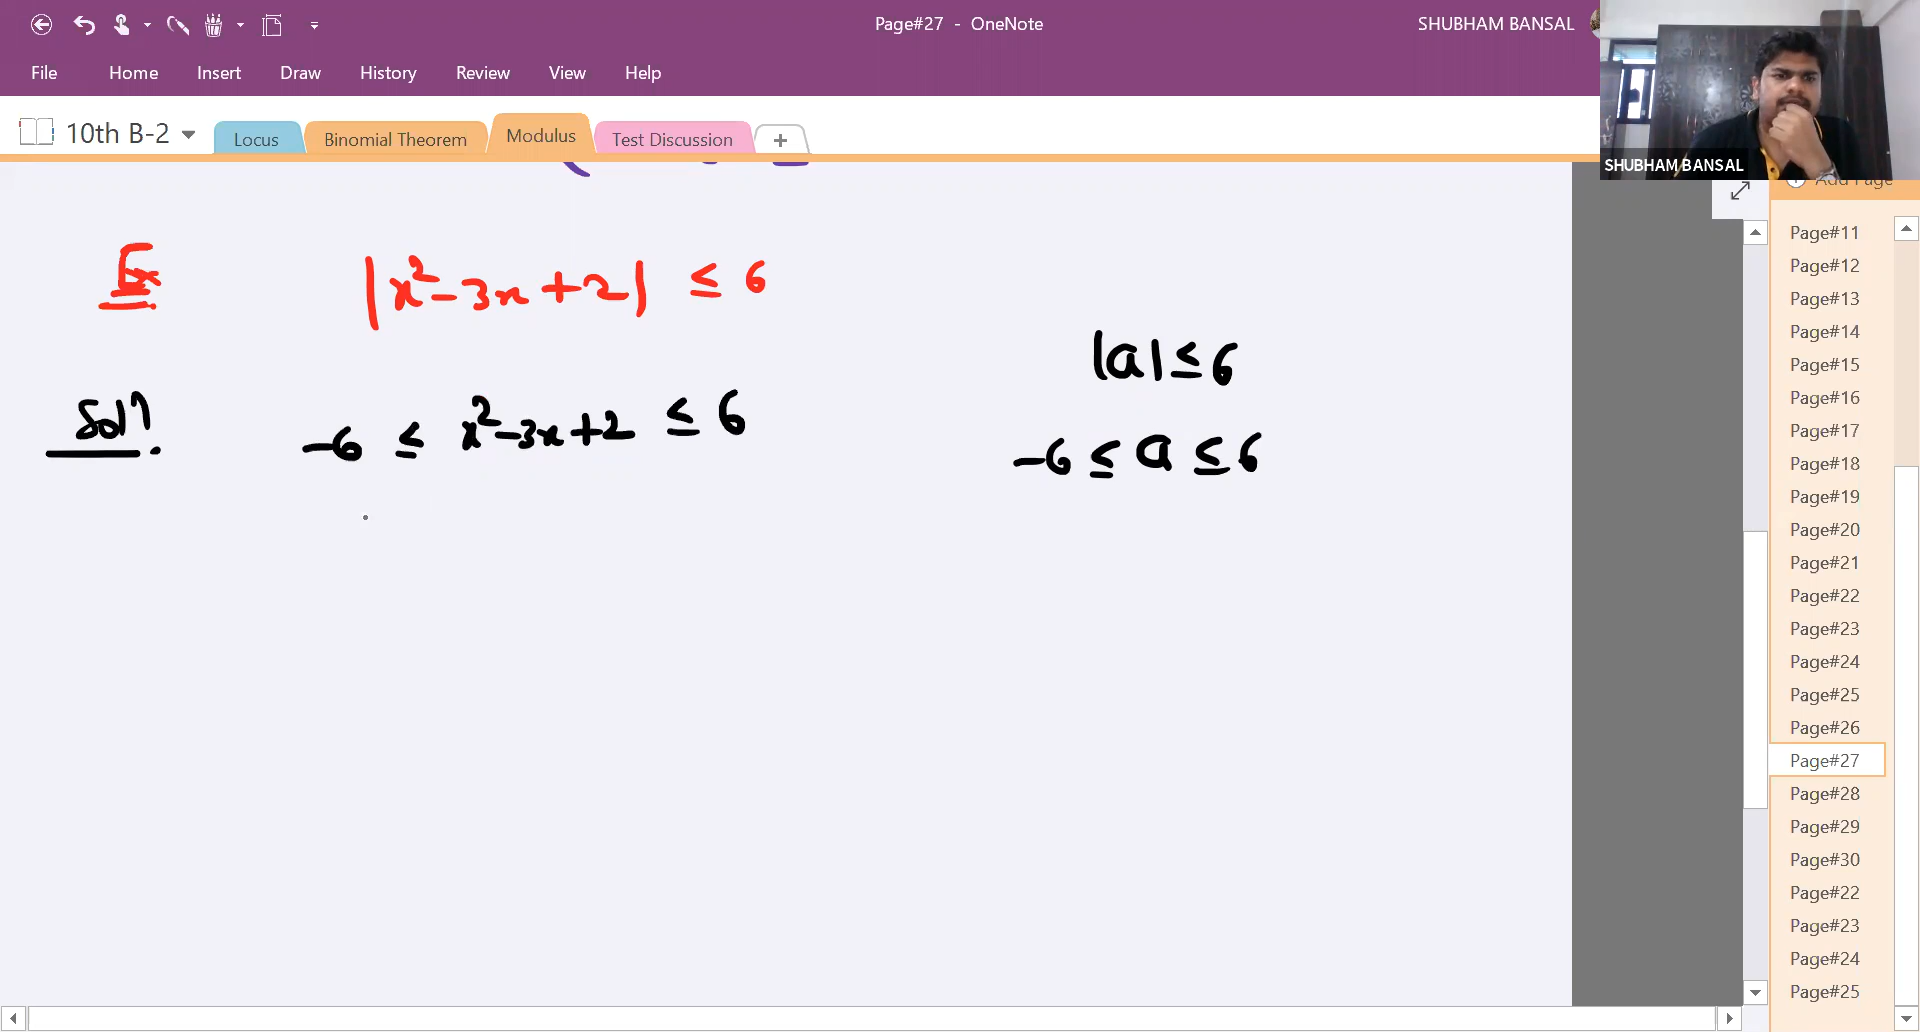 Page#27 - OneNote
SHUBHAM BANSAL
File Home Insert Draw History Review View Help
SHUBHAM BANSAL
10th B-2
Locus
Binomial Theorem
Modulus
Test Discussion
+
Add Page
Ex |x²-3x+2| ≤ 6
|a| ≤ 6
Solⁿ. -6 ≤ x²-3x+2 ≤ 6
-6 ≤ a ≤ 6
Page#11
Page#12
Page#13
Page#14
Page#15
Page#16
Page#17
Page#18
Page#19
Page#20
Page#21
Page#22
Page#23
Page#24
Page#25
Page#26
Page#27
Page#28
Page#29
Page#30
Page#22
Page#23
Page#24
Page#25